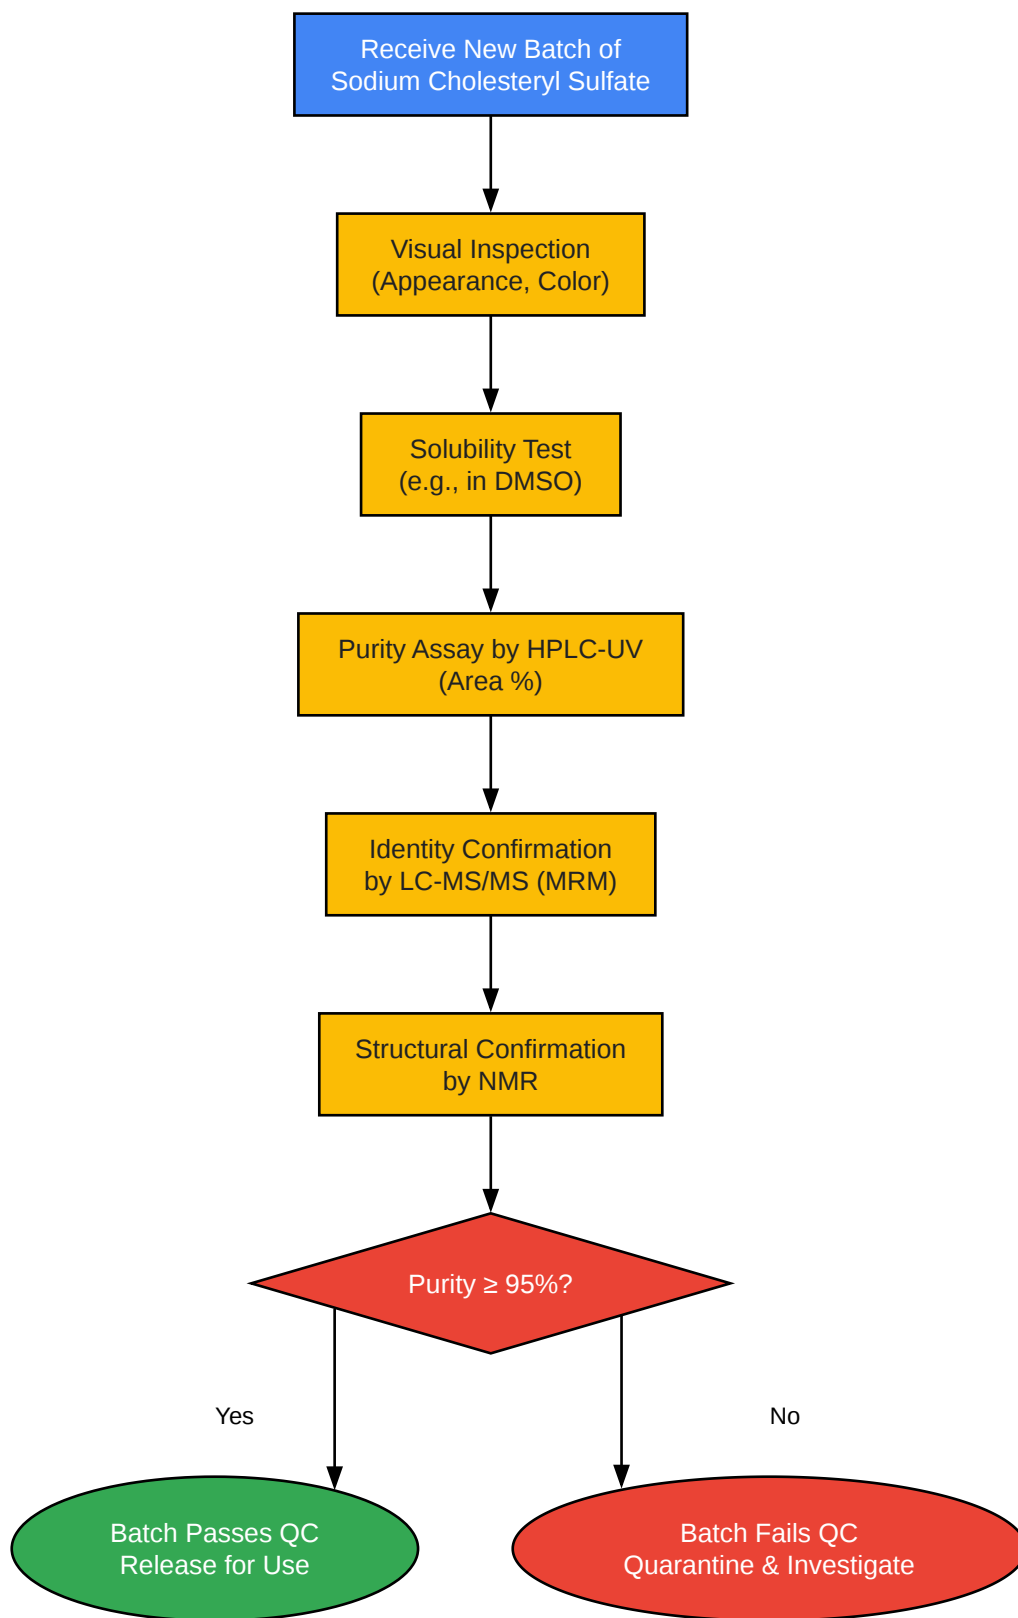 Receive New Batch of
Sodium Cholesteryl Sulfate
Visual Inspection
(Appearance, Color)
Solubility Test
(e.g., in DMSO)
Purity Assay by HPLC-UV
(Area %)
Identity Confirmation
by LC-MS/MS (MRM)
Structural Confirmation
by NMR
Purity ≥ 95%?
Yes
No
Batch Passes QC
Release for Use
Batch Fails QC
Quarantine & Investigate